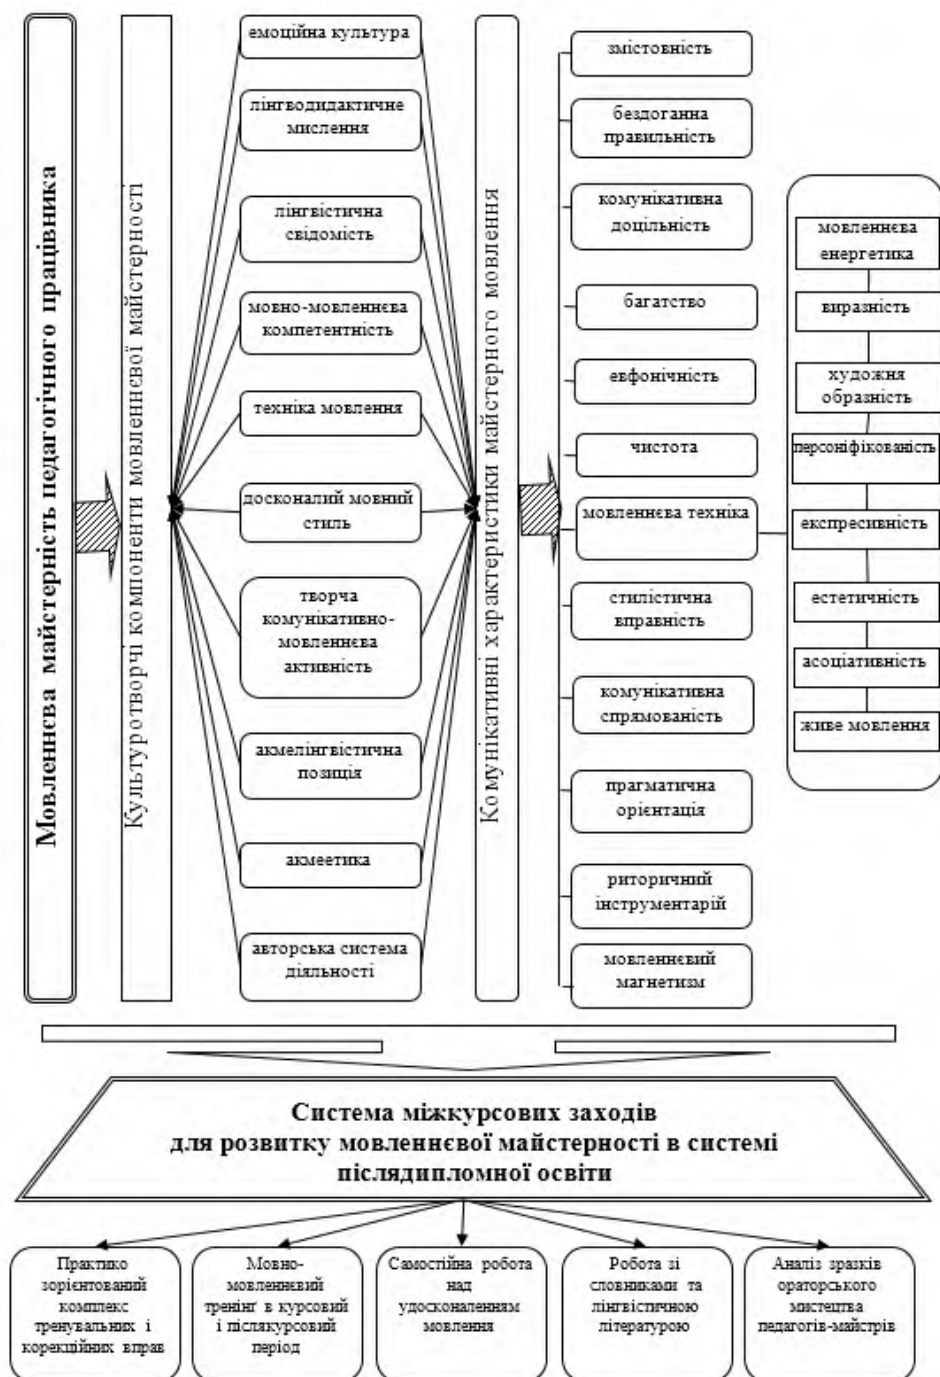 Мовленнєва майстерність педагогічного працівника
Культуротворчі компоненти мовленнєвої майстерності
емоційна культура
лінгводидактичне
мислення
лінгвістична
свідомість
мовно-мовленнєва
компетентність
техніка мовлення
досконалий мовний
стиль
творча
комунікативно-
мовленнєва
активність
акмелінгвістична
позиція
акмеетика
авторська система
діяльності
Комунікативні характеристики майстерного мовлення
змістовність
бездоганна
правильність
комунікативна
доцільність
багатство
евфонічність
чистота
мовленнєва техніка
стилістична
вправність
комунікативна
спрямованість
прагматична
орієнтація
риторичний
інструментарій
мовленнєвий
магнетизм
мовленнєва
енергетика
виразність
художня
образність
персоніфікованість
експресивність
естетичність
асоціативність
живе мовлення
Система міжкурсових заходів
для розвитку мовленнєвої майстерності в системі
післядипломної освіти
Практико
зорієнтований
комплекс
тренувальних і
корекційних вправ
Мовно-
мовленнєвий
тренінг в курсовий
і післякурсовий
період
Самостійна робота
над
удосконаленням
мовлення
Робота зі
словниками та
лінгвістичною
літературою
Аналіз зразків
ораторського
мистецтва
педагогів-майстрів